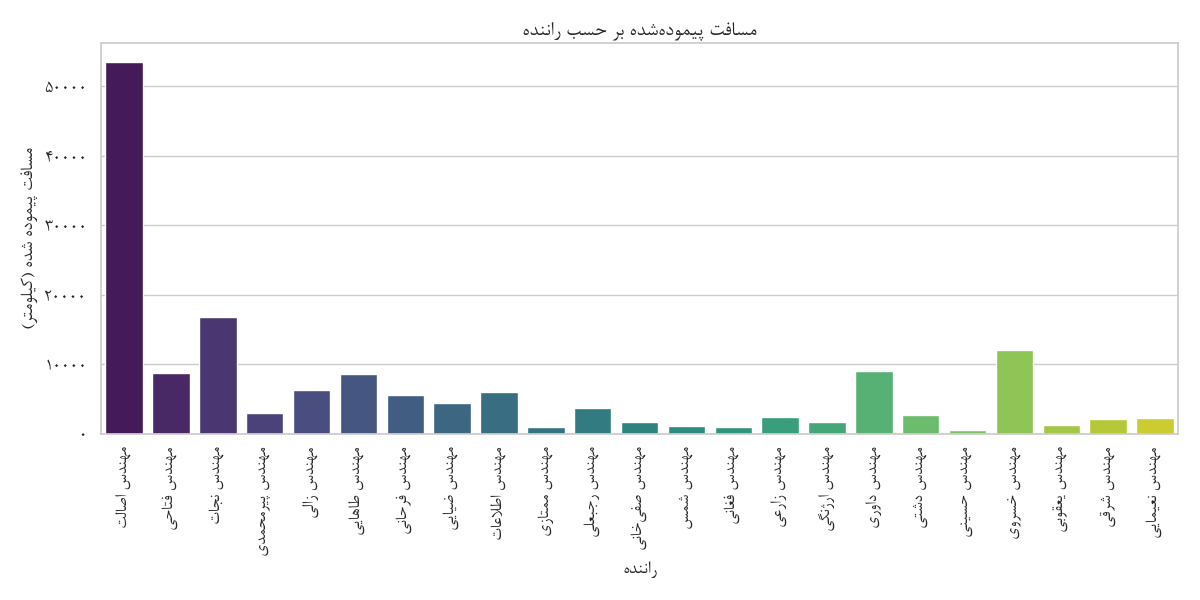 مسافت پیموده‌شده بر حسب راننده
مسافت پیموده شده (کیلومتر)
۵۰۰۰۰
۴۰۰۰۰
۳۰۰۰۰
۲۰۰۰۰
۱۰۰۰۰
۰
مهندس اصالت
مهندس فتاحی
مهندس نجات
مهندس پیرمحمدی
مهندس زالی
مهندس طاهایی
مهندس فرحانی
مهندس ضیایی
مهندس اطلاعات
مهندس ممتازی
مهندس رجبعلی
مهندس صفی‌خانی
مهندس شمس
مهندس فغانی
مهندس زارعی
مهندس ارژنگی
مهندس داوری
مهندس دشتی
مهندس حسینی
مهندس خسروی
مهندس یعقوبی
مهندس شرقی
مهندس نعیمایی
راننده